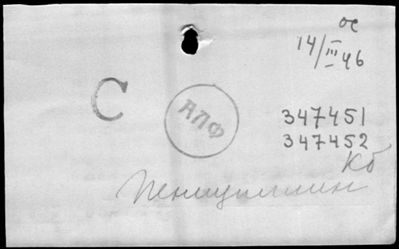 ос
14/III 46
С
АЛФ
347451
347452
Кб
Пенициллин